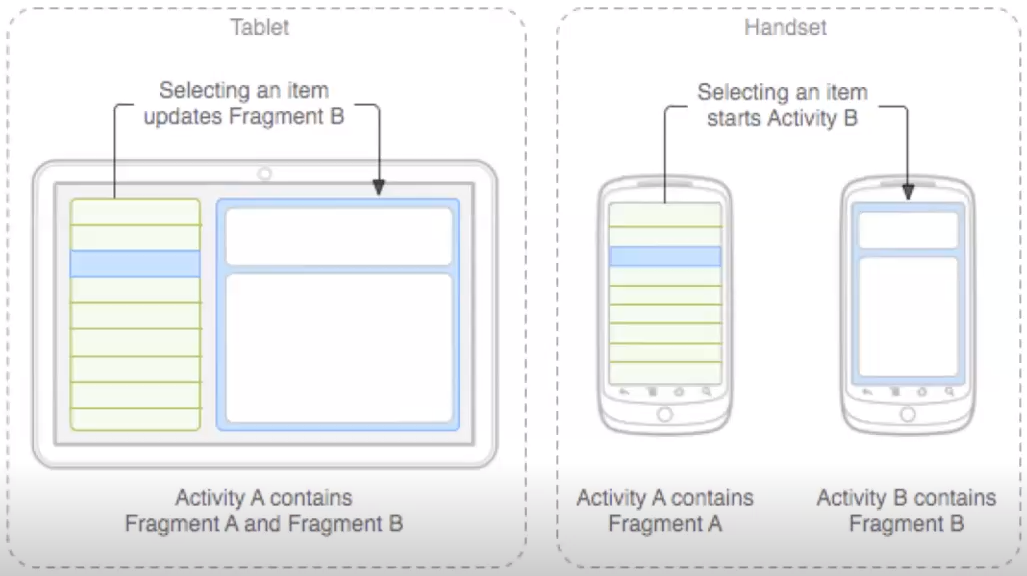 Tablet
Selecting an item
updates Fragment B
Activity A contains
Fragment A and Fragment B
Handset
Selecting an item
starts Activity B
Activity A contains
Fragment A
Activity B contains
Fragment B